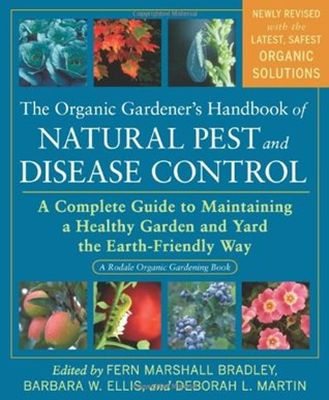 NEWLY REVISED
with the
LATEST, SAFEST
ORGANIC
SOLUTIONS
The Organic Gardener's Handbook of
NATURAL PEST and
DISEASE CONTROL
A Complete Guide to Maintaining
a Healthy Garden and Yard
the Earth-Friendly Way
A Rodale Organic Gardening Book
Edited by FERN MARSHALL BRADLEY,
BARBARA W. ELLIS and DEBORAH L. MARTIN